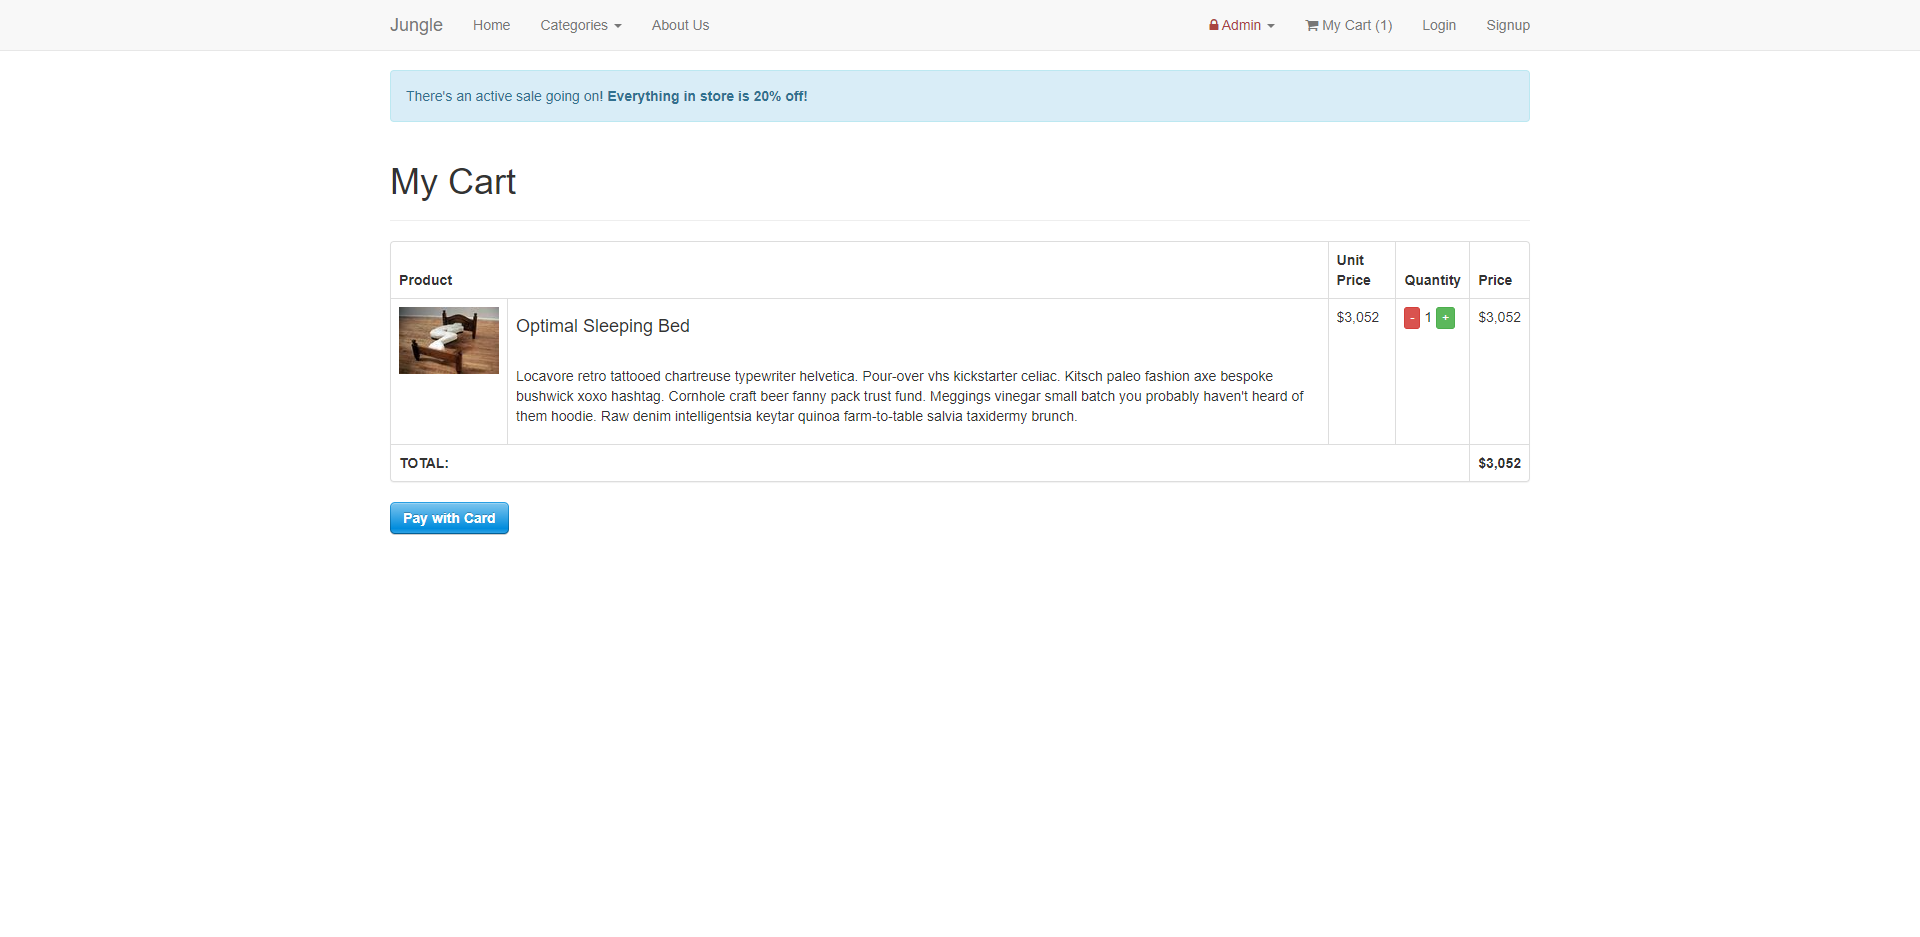 Jungle Home Categories About Us Admin My Cart (1) Login Signup
There's an active sale going on! Everything in store is 20% off!
My Cart
Product Unit Price Quantity Price
Optimal Sleeping Bed $3,052 - 1 + $3,052
Locavore retro tattooed chartreuse typewriter helvetica. Pour-over vhs kickstarter celiac. Kitsch paleo fashion axe bespoke
bushwick xoxo hashtag. Cornhole craft beer fanny pack trust fund. Meggings vinegar small batch you probably haven't heard of
them hoodie. Raw denim intelligentsia keytar quinoa farm-to-table salvia taxidermy brunch.
TOTAL: $3,052
Pay with Card